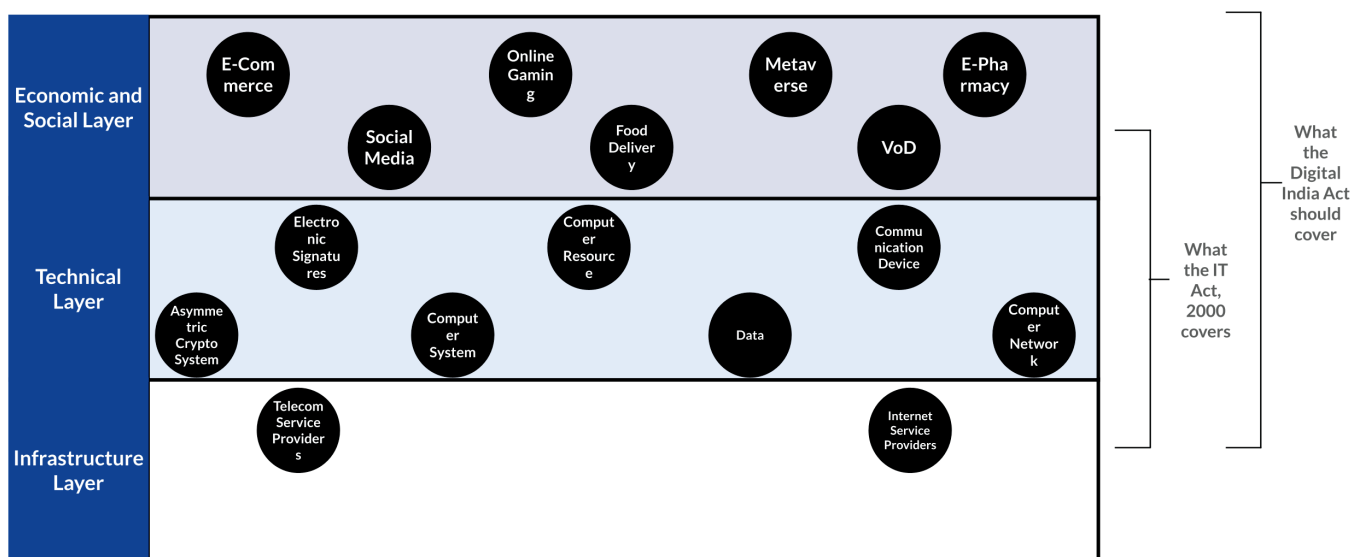 Economic and
Social Layer
E-Com
merce
Online
Gamin
g
Metav
erse
E-Pha
rmacy
Social
Media
Food
Deliver
y
VoD
Technical
Layer
Electro
nic
Signatu
res
Comput
er
Resourc
e
Commu
nication
Device
Asymme
tric
Crypto
System
Comput
er
System
Data
Comput
er
Networ
k
Infrastructure
Layer
Telecom
Service
Provider
s
Internet
Service
Providers
What
the IT
Act,
2000
covers
What
the
Digital
India Act
should
cover